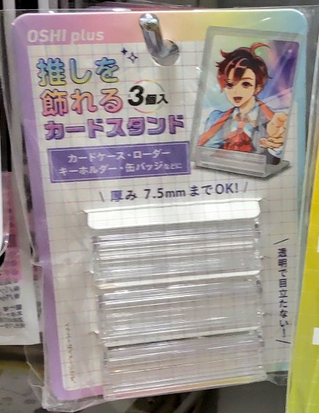 OSHI plus
推しを
飾れる 3個入
カードスタンド
カードケース・ローダー
キーホルダー・缶バッジなどに
\ 厚み 7.5mmまでOK! /
\ 透明で目立たない! /